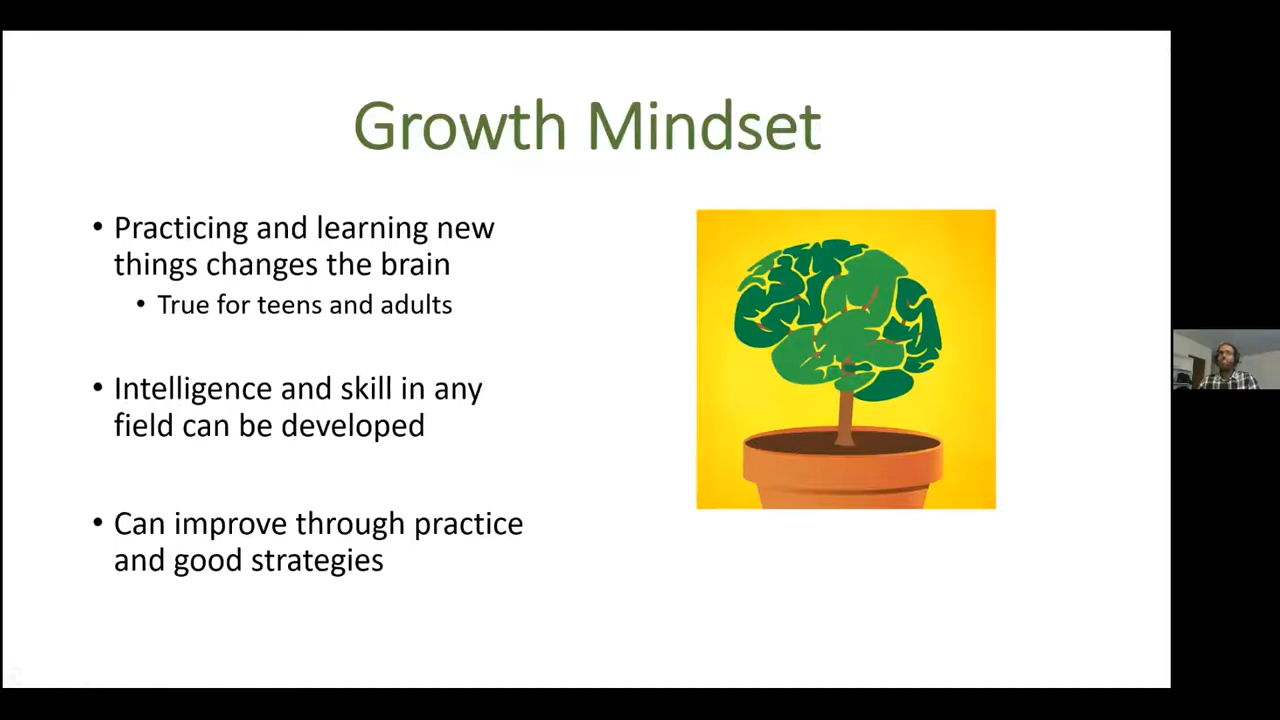 Growth Mindset
• Practicing and learning new
things changes the brain
• True for teens and adults
• Intelligence and skill in any
field can be developed
• Can improve through practice
and good strategies